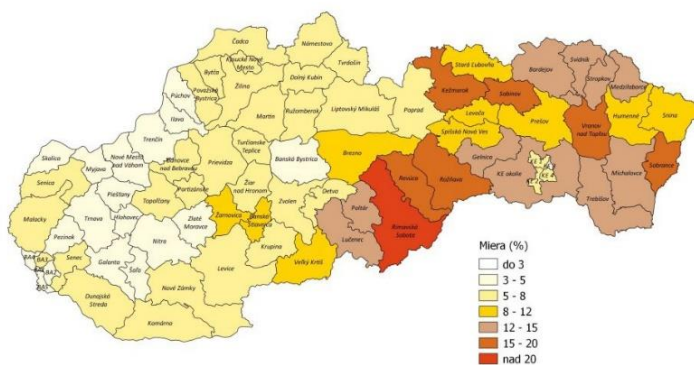 Čadca
Námestovo
Tvrdošín
Kysucké Nové
Mesto
Bytča
Dolný Kubín
Žilina
Považská
Bystrica
Púchov
Ilava
Martin
Ružomberok
Liptovský Mikuláš
Poprad
Kežmarok
Stará Ľubovňa
Sabinov
Bardejov
Svidník
Stropkov
Medzilaborce
Levoča
Prešov
Spišská Nová Ves
Vranov
nad Topľou
Humenné
Snina
Sobrance
Michalovce
Trebišov
Gelnica
KE okolie
Rožňava
Revúca
Rimavská
Sobota
Poltár
Lučenec
Brezno
Banská Bystrica
Turčianske
Teplice
Prievidza
Trenčín
Nové Mesto
nad Váhom
Bánovce
nad Bebravou
Partizánske
Žiar
nad Hronom
Detva
Zvolen
Žarnovica
Banská
Štiavnica
Krupina
Veľký Krtíš
Skalica
Myjava
Senica
Piešťany
Topoľčany
Malacky
Trnava
Hlohovec
Zlaté
Moravce
Nitra
Pezinok
Senec
Galanta
Šaľa
Levice
Nové Zámky
Dunajská
Streda
Komárno
Miera (%)
do 3
3 - 5
5 - 8
8 - 12
12 - 15
15 - 20
nad 20